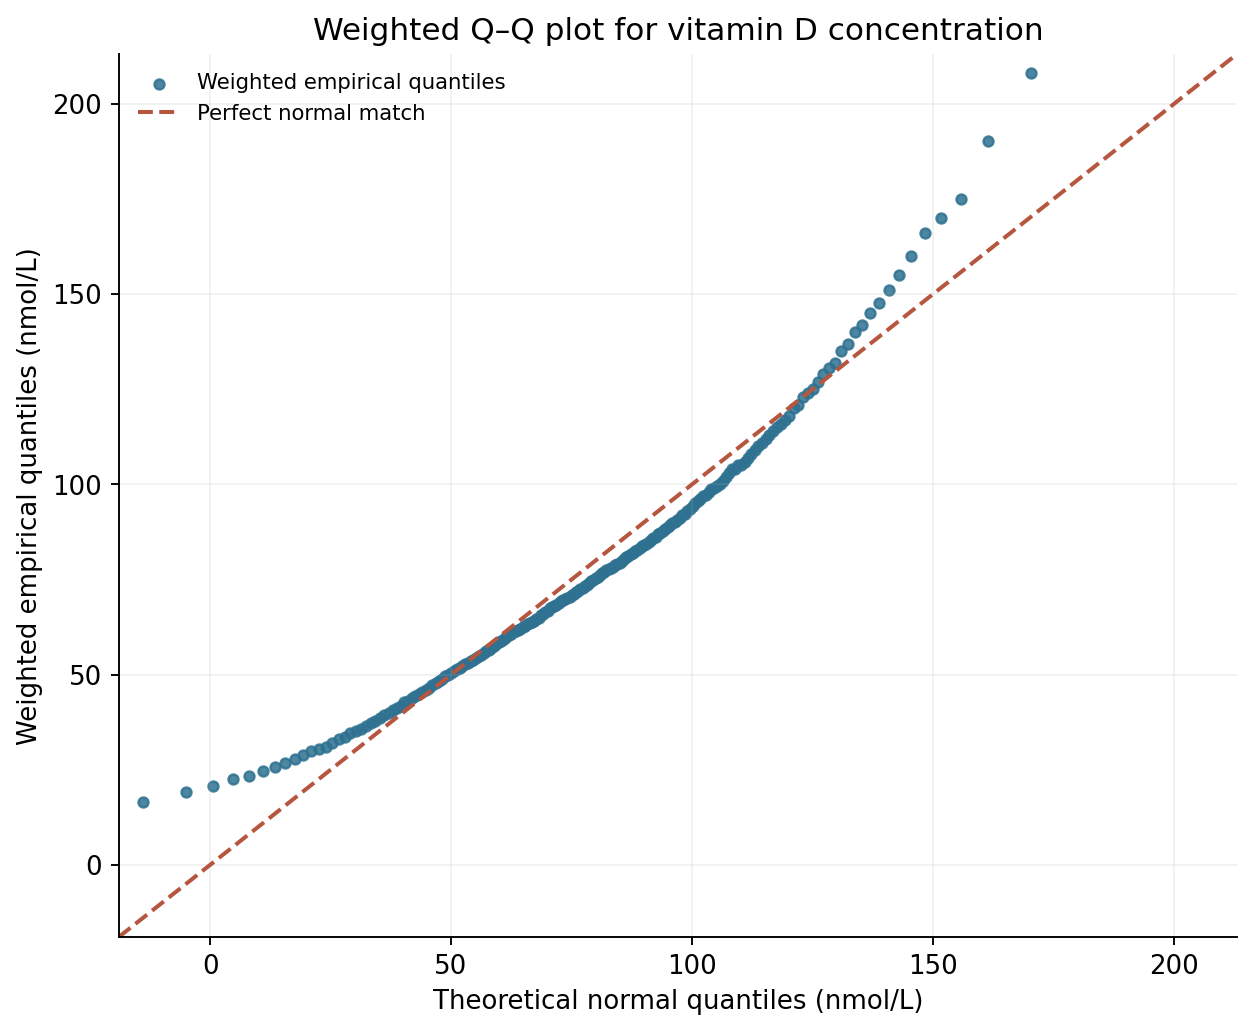 Weighted Q–Q plot for vitamin D concentration
Weighted empirical quantiles
Perfect normal match
Weighted empirical quantiles (nmol/L)
200
150
100
50
0
0 50 100 150 200
Theoretical normal quantiles (nmol/L)